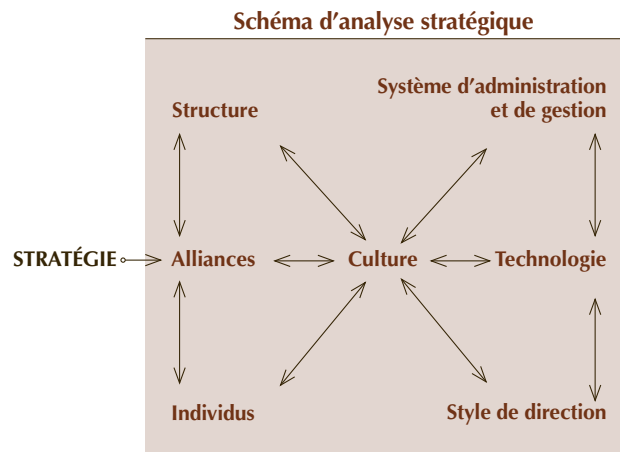 Schéma d'analyse stratégique
Système d'administration
et de gestion
Structure
STRATÉGIE
Alliances
Culture
Technologie
Individus
Style de direction